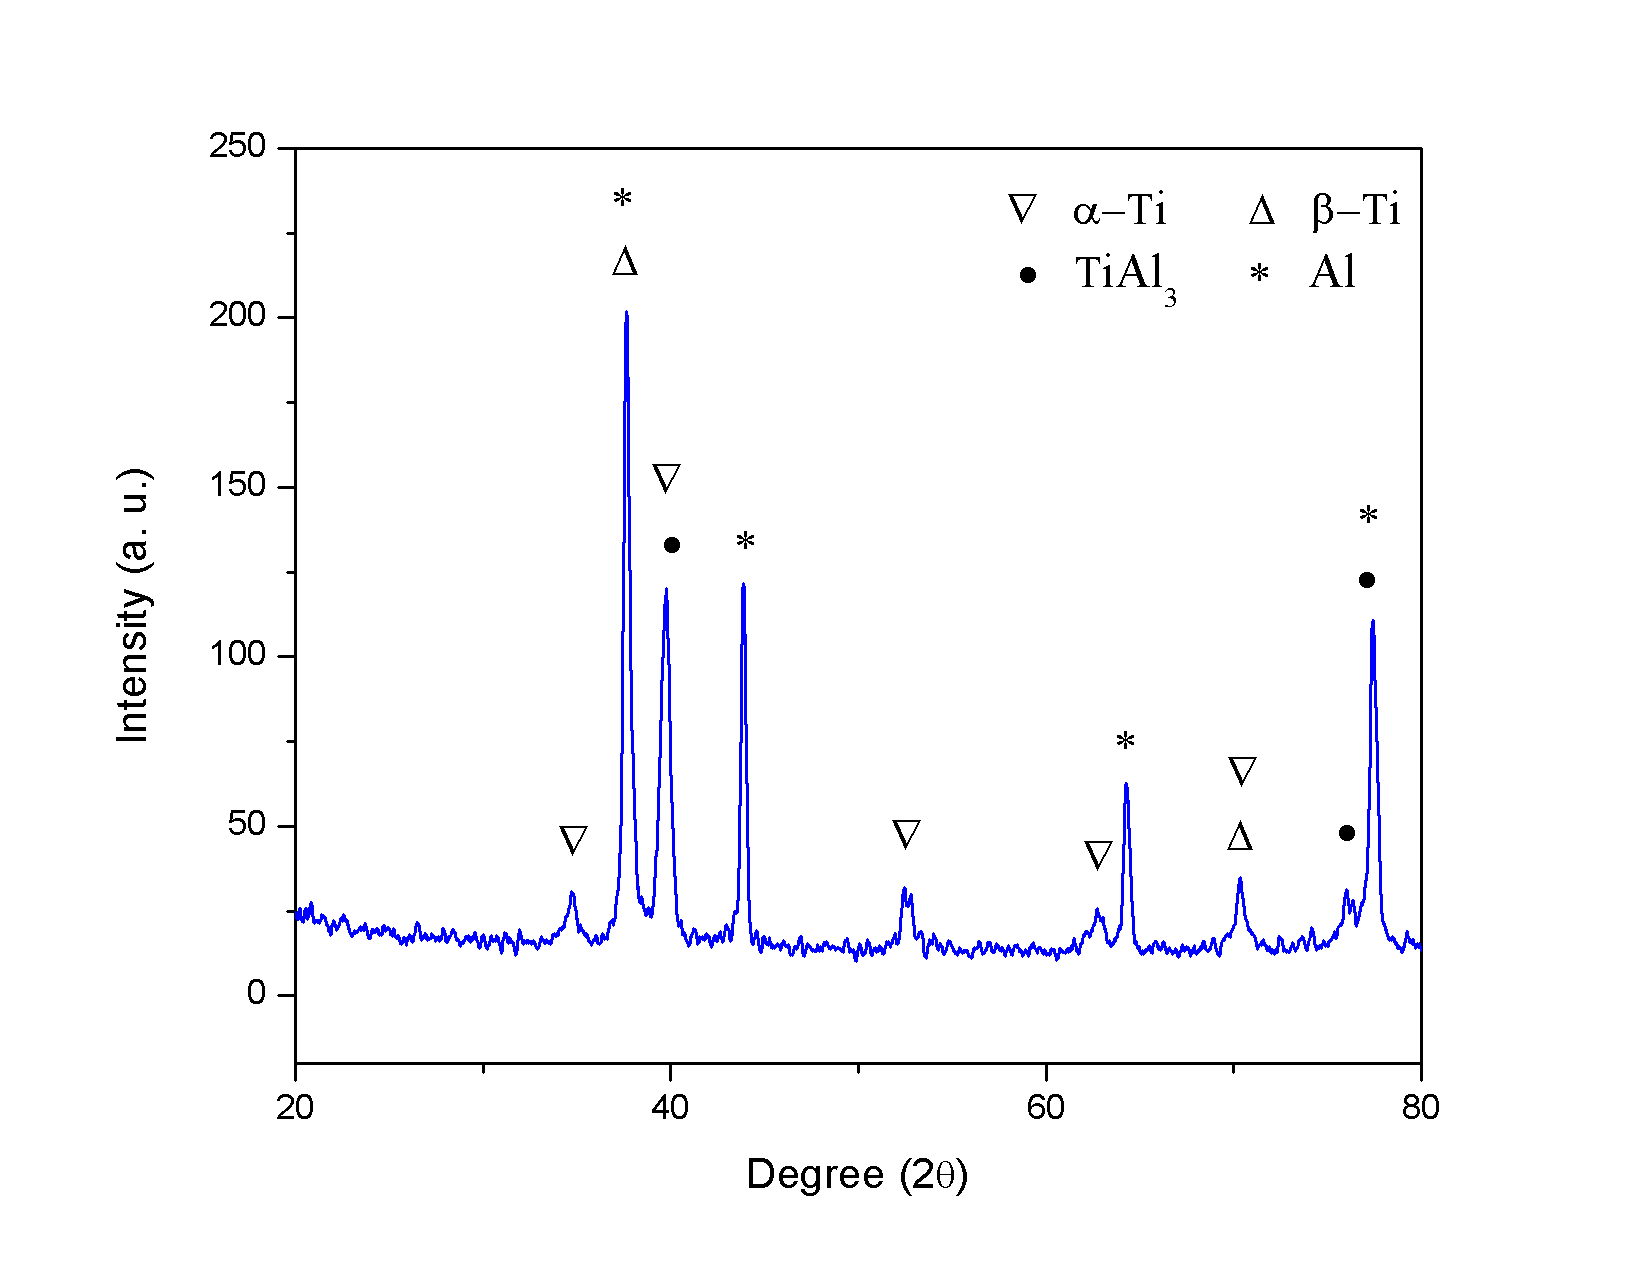 250
200
150
100
50
0
20 40 60 80
Intensity (a. u.)
Degree (2θ)
∇ α–Ti Δ β–Ti
● TiAl₃ * Al